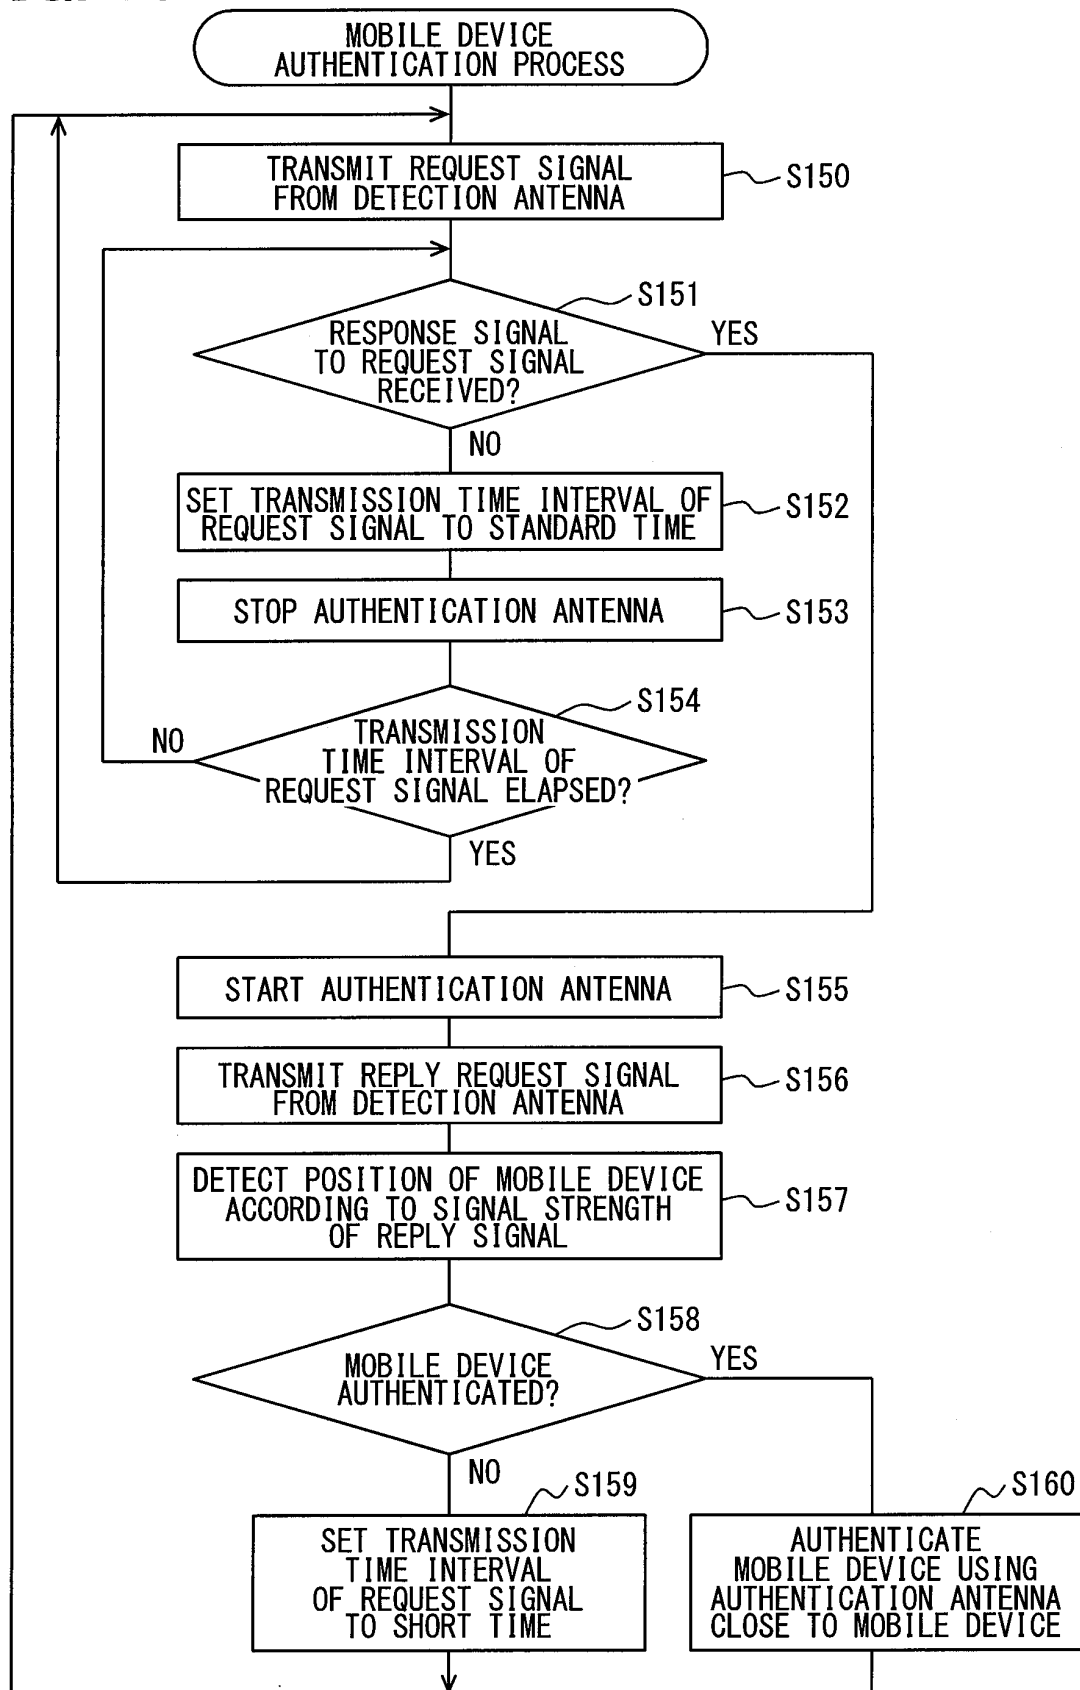 MOBILE DEVICE
AUTHENTICATION PROCESS
TRANSMIT REQUEST SIGNAL
FROM DETECTION ANTENNA
S150
S151
RESPONSE SIGNAL
TO REQUEST SIGNAL
RECEIVED?
YES
NO
SET TRANSMISSION TIME INTERVAL OF
REQUEST SIGNAL TO STANDARD TIME
S152
STOP AUTHENTICATION ANTENNA
S153
S154
TRANSMISSION
TIME INTERVAL OF
REQUEST SIGNAL ELAPSED?
NO
YES
START AUTHENTICATION ANTENNA
S155
TRANSMIT REPLY REQUEST SIGNAL
FROM DETECTION ANTENNA
S156
DETECT POSITION OF MOBILE DEVICE
ACCORDING TO SIGNAL STRENGTH
OF REPLY SIGNAL
S157
S158
MOBILE DEVICE
AUTHENTICATED?
YES
NO
S159
SET TRANSMISSION
TIME INTERVAL
OF REQUEST SIGNAL
TO SHORT TIME
S160
AUTHENTICATE
MOBILE DEVICE USING
AUTHENTICATION ANTENNA
CLOSE TO MOBILE DEVICE